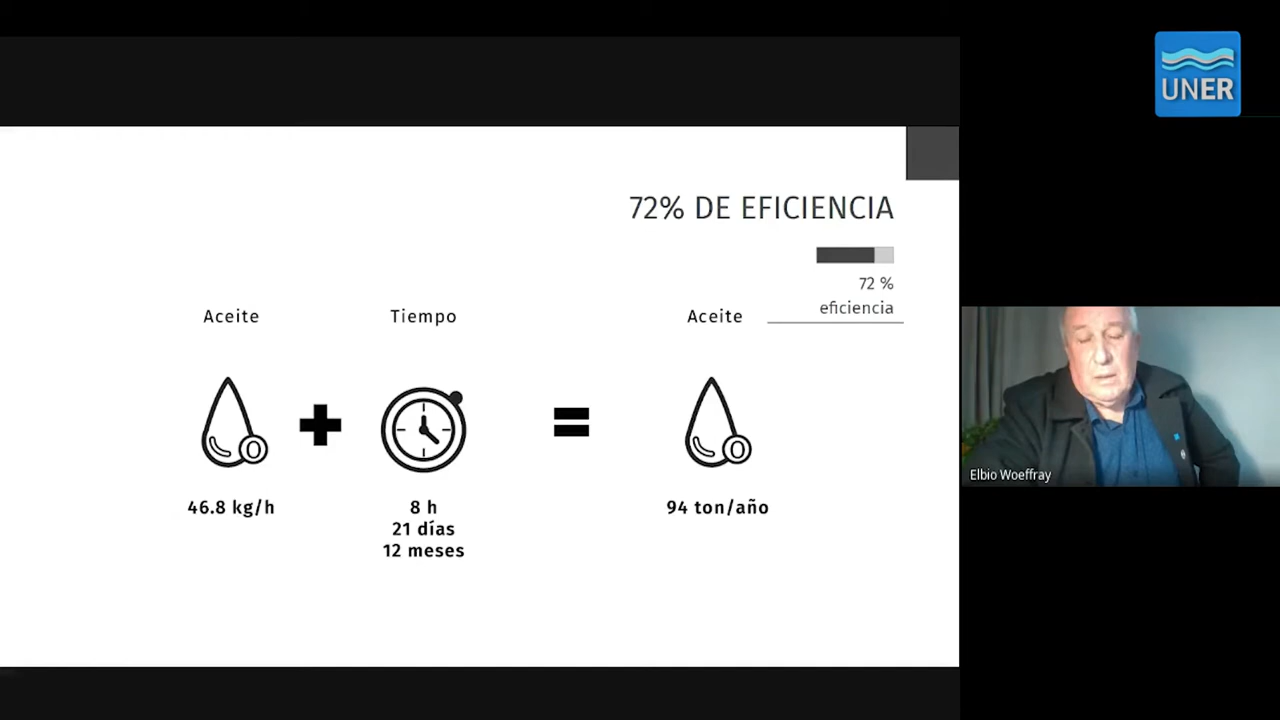 UNER
72% DE EFICIENCIA
72 %
eficiencia
Aceite
Tiempo
Aceite
46.8 kg/h
8 h
21 días
12 meses
94 ton/año
Elbio Woeffray